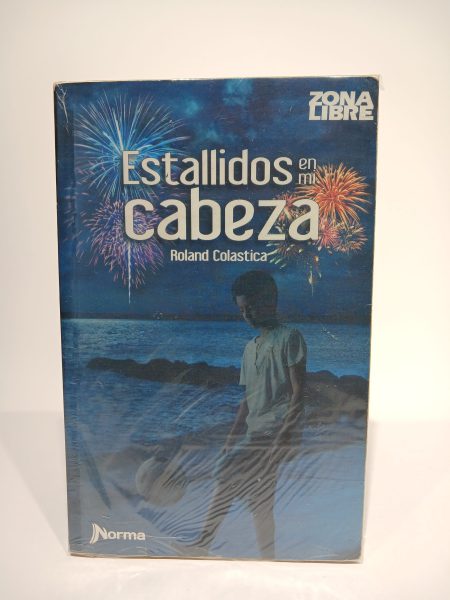 ZONA
LIBRE
Estallidos en mi
cabeza
Roland Colastica
Norma